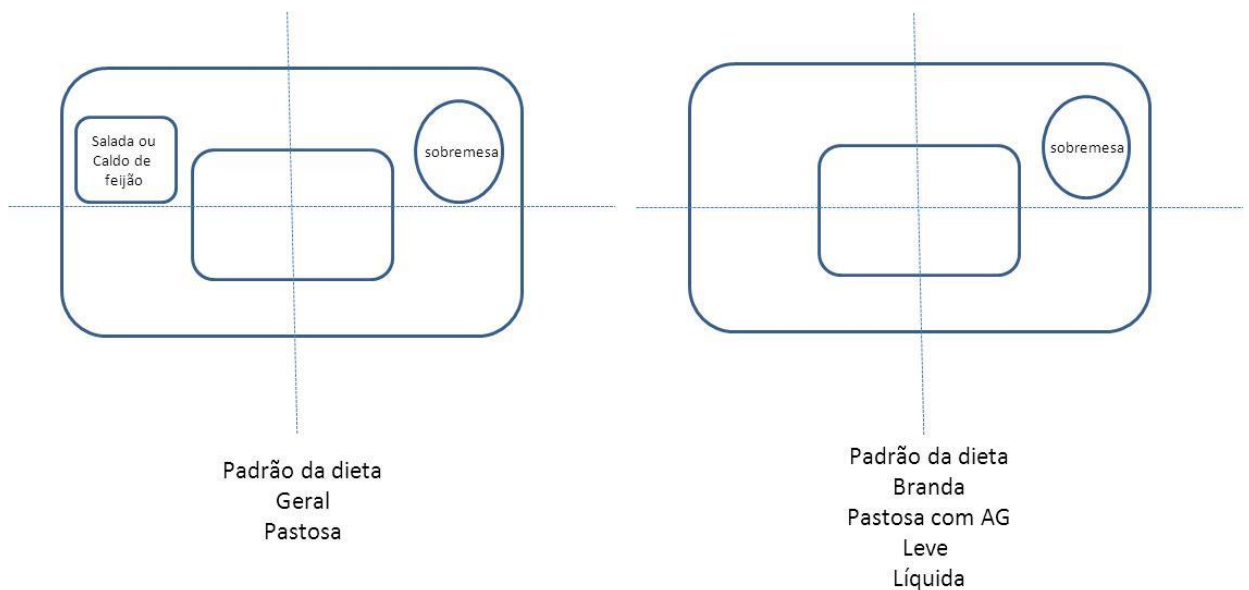 Salada ou
Caldo de
feijão
sobremesa
Padrão da dieta
Geral
Pastosa
sobremesa
Padrão da dieta
Branda
Pastosa com AG
Leve
Líquida